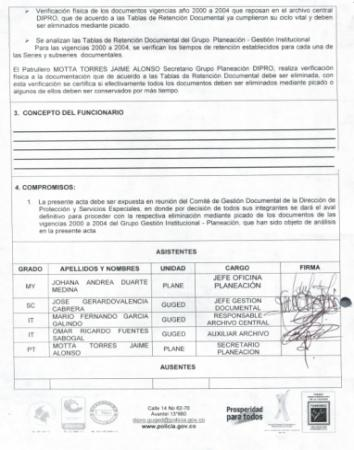 ➢ Verificación física de los documentos vigencias año 2000 a 2004 que reposan en el archivo central
DIPRO, que de acuerdo a las Tablas de Retención Documental ya cumplieron su ciclo vital y deben
ser eliminados mediante picado.
➢ Se analizan las Tablas de Retención Documental del Grupo Planeación - Gestión Institucional
Para las vigencias 2000 a 2004, se verifican los tiempos de retención establecidos para cada una de
las Series y subseries documentales.
El Patrullero MOTTA TORRES JAIME ALONSO Secretario Grupo Planeación DIPRO, realiza verificación
física a la documentación que de acuerdo a las Tablas de Retención Documental debe ser eliminada, con
esta verificación se certifica si efectivamente todos los documentos deben ser eliminados mediante picado o
algunos de ellos deben ser conservados por más tiempo.
3. CONCEPTO DEL FUNCIONARIO
4. COMPROMISOS:
1. La presente acta debe ser expuesta en reunión del Comité de Gestión Documental de la Dirección de
Protección y Servicios Especiales, en donde por decisión de todos sus integrantes se dará el aval
definitivo para proceder con la respectiva eliminación mediante picado de los documentos de las
vigencias 2000 a 2004 del Grupo Gestión Institucional - Planeación, que han sido objeto de análisis
en la presente acta
ASISTENTES
GRADO APELLIDOS Y NOMBRES UNIDAD CARGO FIRMA
MY JOHANA ANDREA DUARTE MEDINA PLANE JEFE OFICINA PLANEACIÓN
SC JOSE GERARDOVALENCIA CABRERA GUGED JEFE GESTION DOCUMENTAL
IT MARIO FERNANDO GARCIA GALINDO GUGED RESPONSABLE ARCHIVO CENTRAL
IT OMAR RICARDO FUENTES SABOGAL GUGED AUXILIAR ARCHIVO
PT MOTTA TORRES JAIME ALONSO PLANE SECRETARIO PLANEACION
AUSENTES
Calle 14 No 62-70
Avantel 13*960
dipro.guged@policia.gov.co
www.policia.gov.co
Prosperidad
para todos